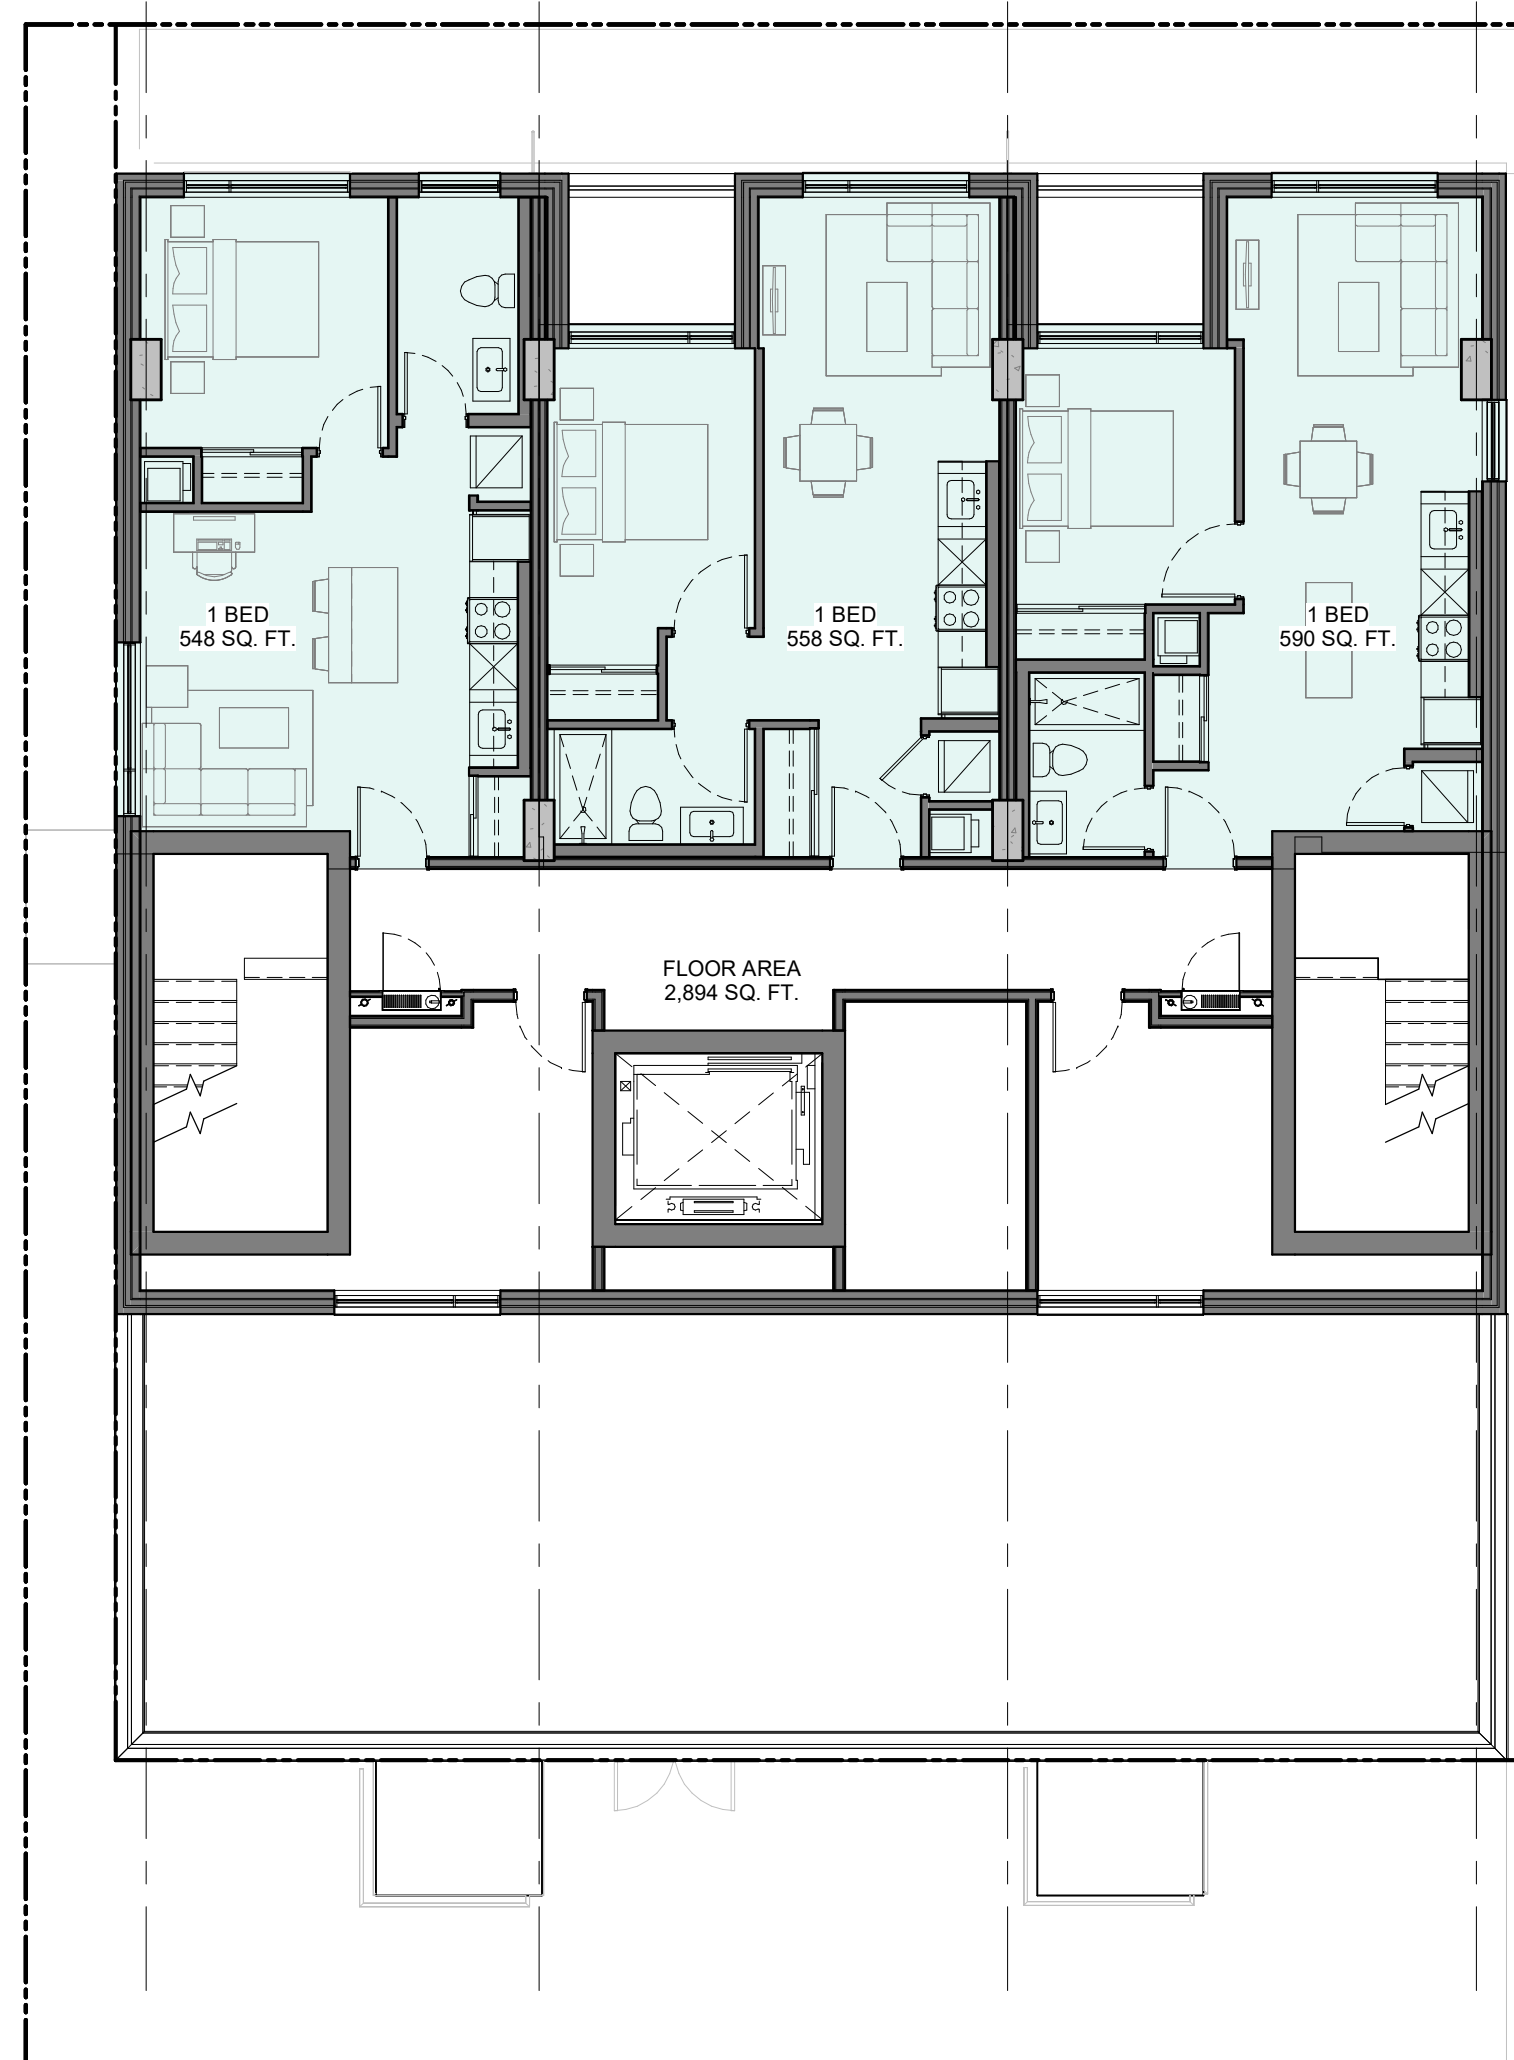 1 BED
548 SQ. FT.
1 BED
558 SQ. FT.
1 BED
590 SQ. FT.
FLOOR AREA
2,894 SQ. FT.